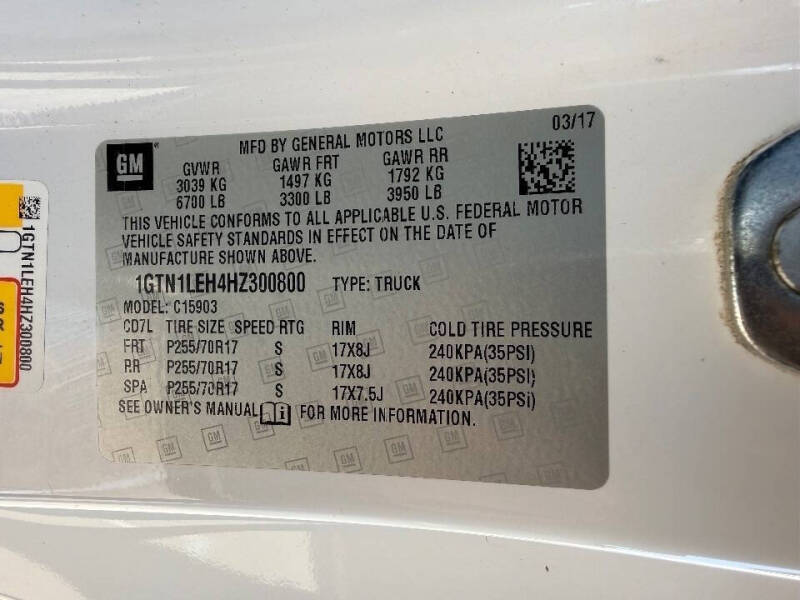 GM
MFD BY GENERAL MOTORS LLC
03/17
GVWR GAWR FRT GAWR RR
3039 KG 1497 KG 1792 KG
6700 LB 3300 LB 3950 LB
THIS VEHICLE CONFORMS TO ALL APPLICABLE U.S. FEDERAL MOTOR
VEHICLE SAFETY STANDARDS IN EFFECT ON THE DATE OF
MANUFACTURE SHOWN ABOVE.
1GTN1LEH4HZ300800 TYPE: TRUCK
MODEL: C15903
CD7L TIRE SIZE SPEED RTG RIM COLD TIRE PRESSURE
FRT P255/70R17 S 17X8J 240KPA(35PSI)
RR P255/70R17 S 17X8J 240KPA(35PSI)
SPA P255/70R17 S 17X7.5J 240KPA(35PSI)
SEE OWNER'S MANUAL FOR MORE INFORMATION.
1GTN1LEH4HZ300800